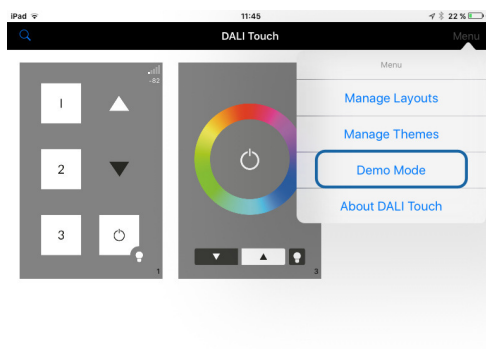 iPad 11:45 22 %
DALI Touch Menu
Menu
Manage Layouts
Manage Themes
Demo Mode
About DALI Touch
-82
I
2
3
1
3